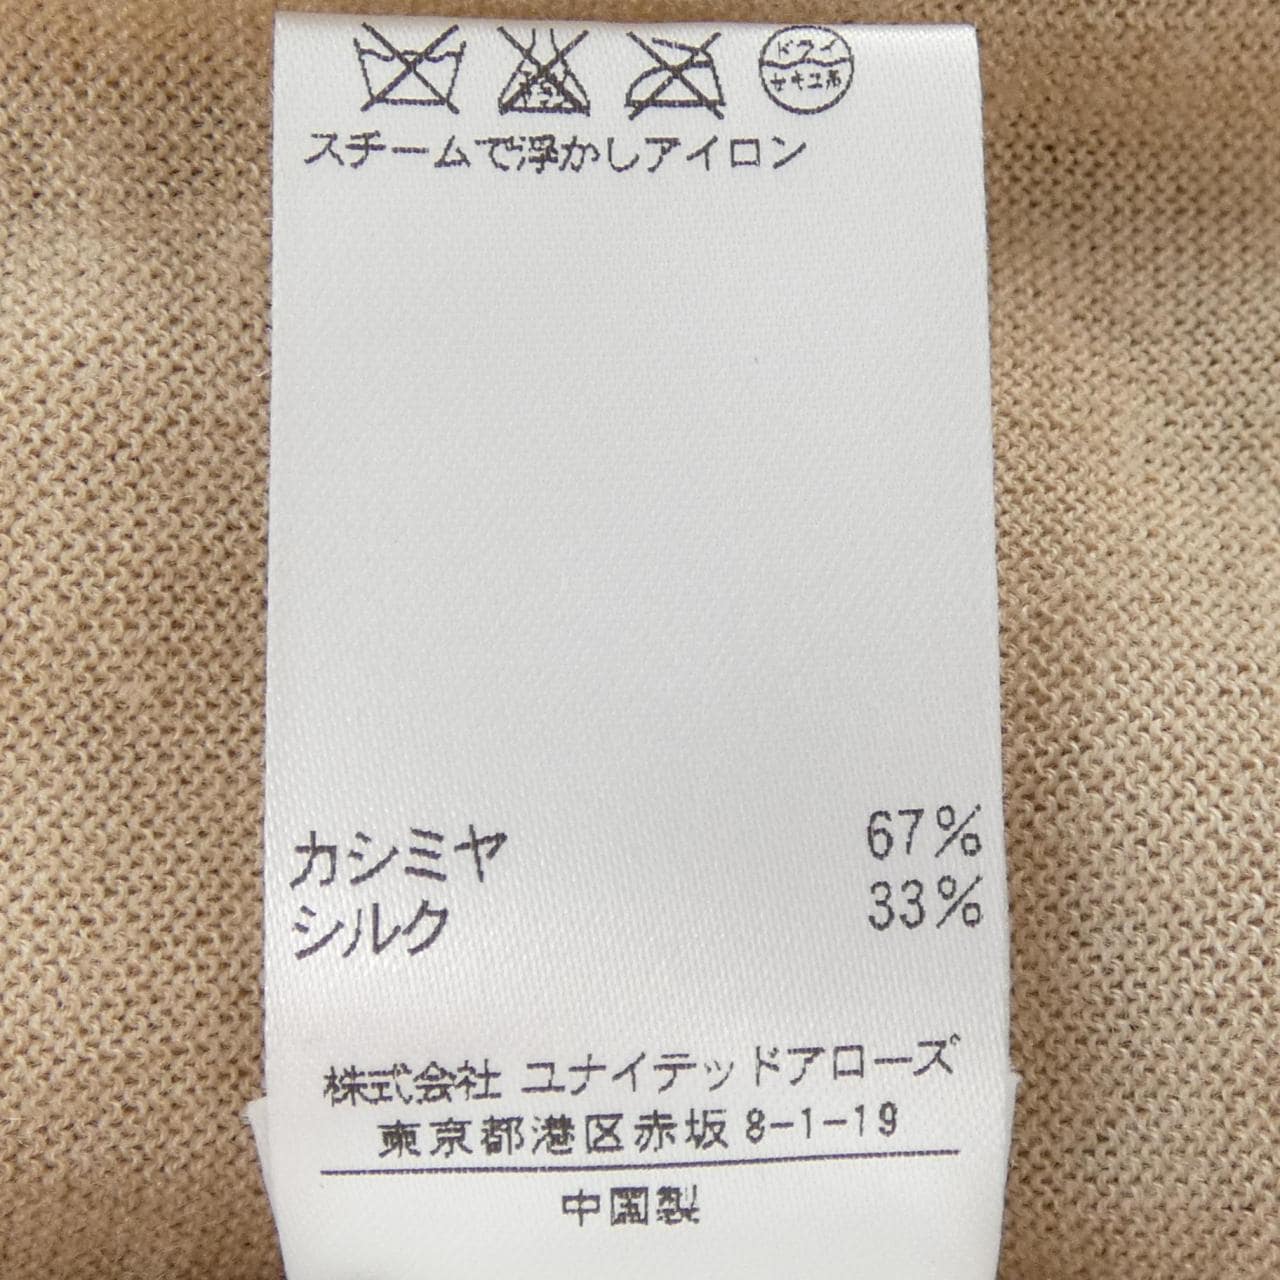 ドライ
セキユ系
スチームで浮かしアイロン
カシミヤ 67%
シルク 33%
株式会社 ユナイテッドアローズ
東京都港区赤坂 8-1-19
中国製